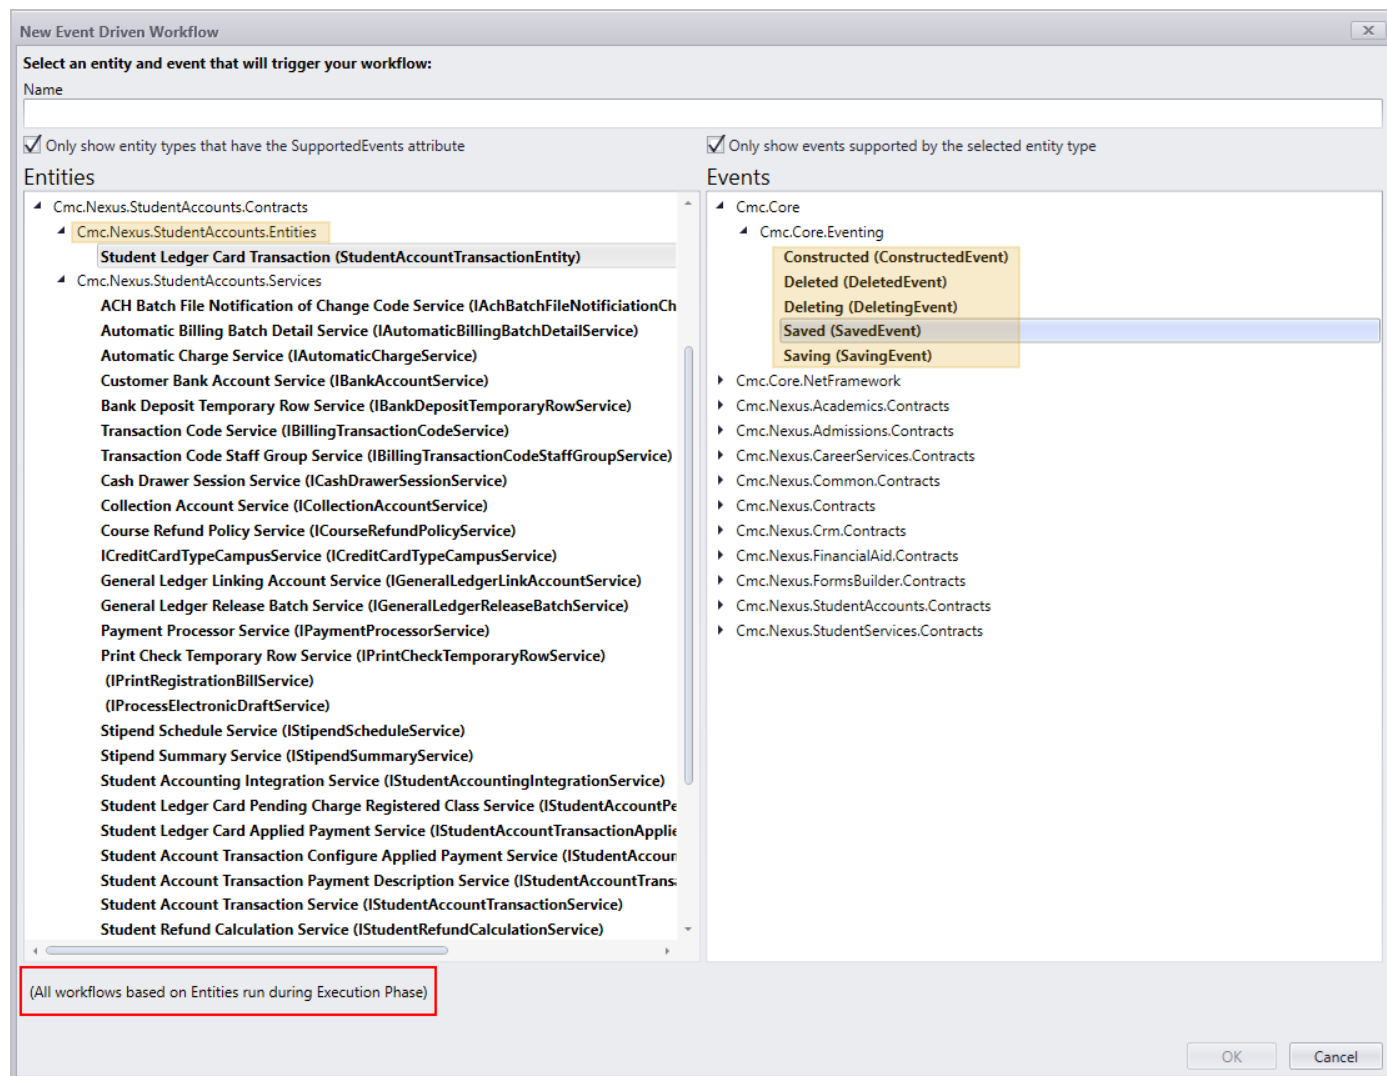 New Event Driven Workflow
Select an entity and event that will trigger your workflow:
Name
Only show entity types that have the SupportedEvents attribute
Only show events supported by the selected entity type
Entities
Events
Cmc.Nexus.StudentAccounts.Contracts
Cmc.Nexus.StudentAccounts.Entities
Student Ledger Card Transaction (StudentAccountTransactionEntity)
Cmc.Nexus.StudentAccounts.Services
ACH Batch File Notification of Change Code Service (IAchBatchFileNotificiationCh
Automatic Billing Batch Detail Service (IAutomaticBillingBatchDetailService)
Automatic Charge Service (IAutomaticChargeService)
Customer Bank Account Service (IBankAccountService)
Bank Deposit Temporary Row Service (IBankDepositTemporaryRowService)
Transaction Code Service (IBillingTransactionCodeService)
Transaction Code Staff Group Service (IBillingTransactionCodeStaffGroupService)
Cash Drawer Session Service (ICashDrawerSessionService)
Collection Account Service (ICollectionAccountService)
Course Refund Policy Service (ICourseRefundPolicyService)
ICreditCardTypeCampusService (ICreditCardTypeCampusService)
General Ledger Linking Account Service (IGeneralLedgerLinkAccountService)
General Ledger Release Batch Service (IGeneralLedgerReleaseBatchService)
Payment Processor Service (IPaymentProcessorService)
Print Check Temporary Row Service (IPrintCheckTemporaryRowService)
(IPrintRegistrationBillService)
(IProcessElectronicDraftService)
Stipend Schedule Service (IStipendScheduleService)
Stipend Summary Service (IStipendSummaryService)
Student Accounting Integration Service (IStudentAccountingIntegrationService)
Student Ledger Card Pending Charge Registered Class Service (IStudentAccountPe
Student Ledger Card Applied Payment Service (IStudentAccountTransactionApplie
Student Account Transaction Configure Applied Payment Service (IStudentAccoun
Student Account Transaction Payment Description Service (IStudentAccountTrans
Student Account Transaction Service (IStudentAccountTransactionService)
Student Refund Calculation Service (IStudentRefundCalculationService)
Cmc.Core
Cmc.Core.Eventing
Constructed (ConstructedEvent)
Deleted (DeletedEvent)
Deleting (DeletingEvent)
Saved (SavedEvent)
Saving (SavingEvent)
Cmc.Core.NetFramework
Cmc.Nexus.Academics.Contracts
Cmc.Nexus.Admissions.Contracts
Cmc.Nexus.CareerServices.Contracts
Cmc.Nexus.Common.Contracts
Cmc.Nexus.Contracts
Cmc.Nexus.Crm.Contracts
Cmc.Nexus.FinancialAid.Contracts
Cmc.Nexus.FormsBuilder.Contracts
Cmc.Nexus.StudentAccounts.Contracts
Cmc.Nexus.StudentServices.Contracts
(All workflows based on Entities run during Execution Phase)
OK
Cancel